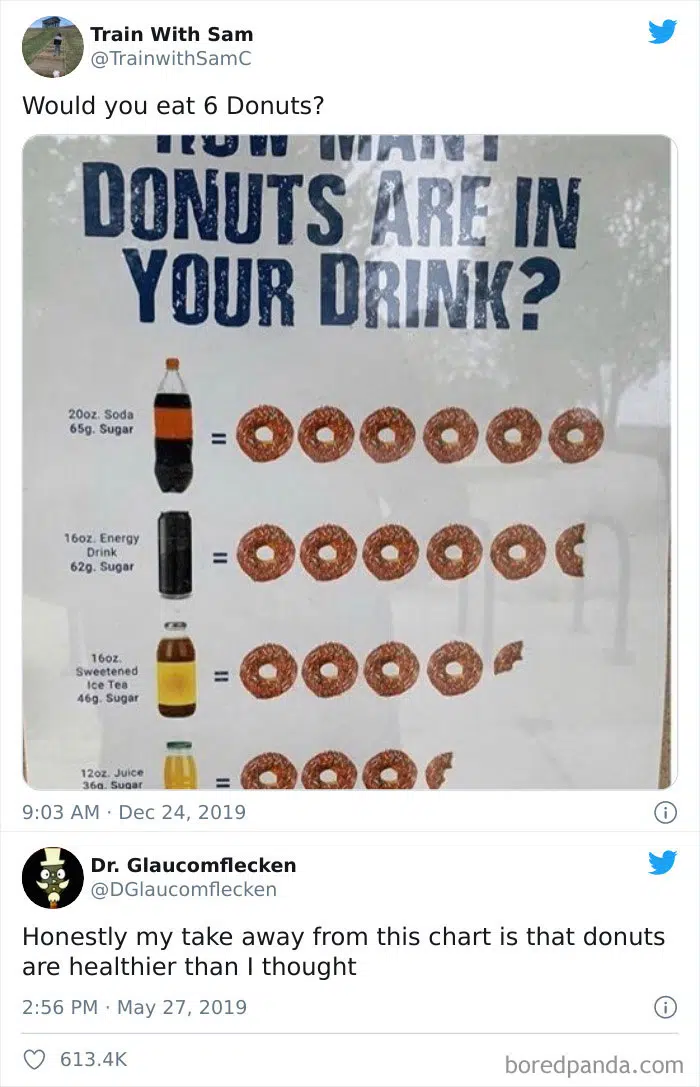 Train With Sam
@TrainwithSamC
Would you eat 6 Donuts?
HOW MANY
DONUTS ARE IN
YOUR DRINK?
20oz. Soda
65g. Sugar
=
16oz. Energy
Drink
62g. Sugar
=
16oz.
Sweetened
Ice Tea
46g. Sugar
=
12oz. Juice
36g. Sugar
=
9:03 AM · Dec 24, 2019
Dr. Glaucomflecken
@DGlaucomflecken
Honestly my take away from this chart is that donuts
are healthier than I thought
2:56 PM · May 27, 2019
613.4K
boredpanda.com